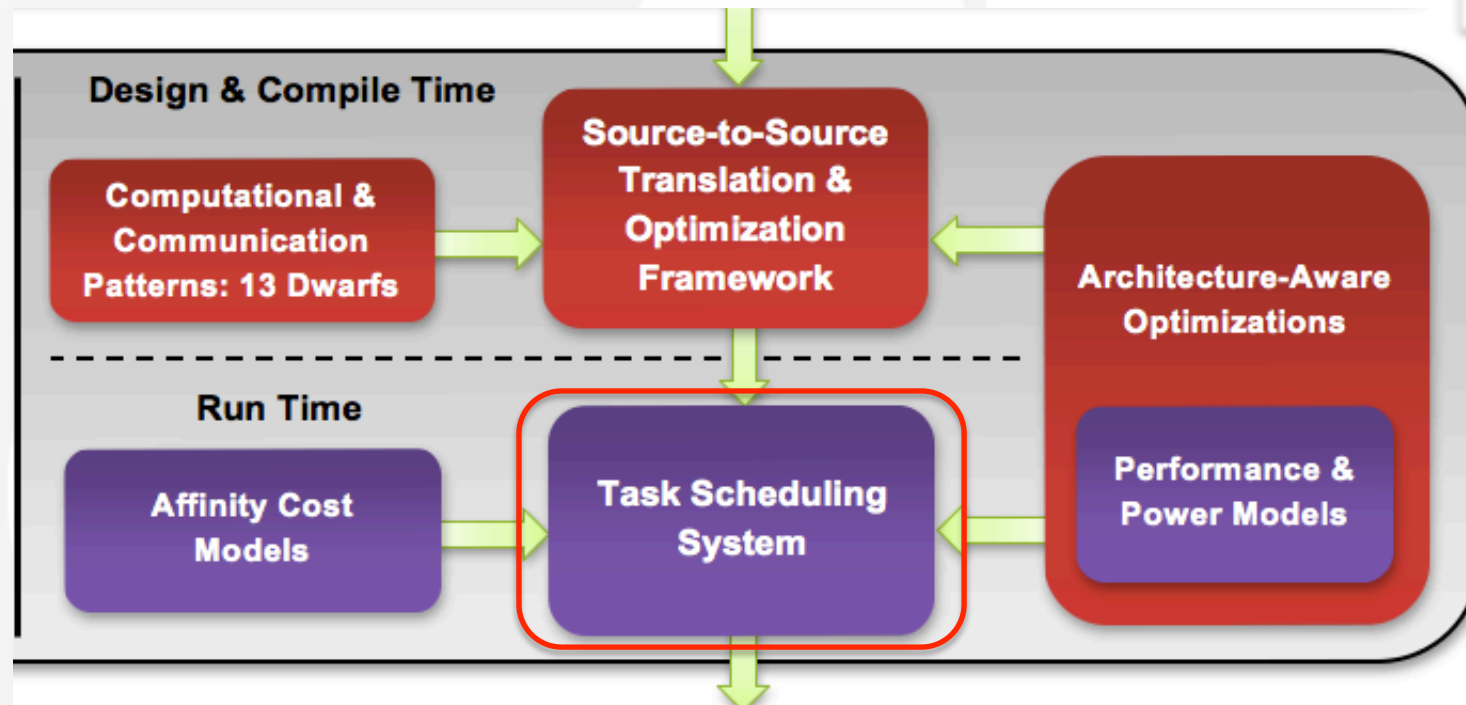 Design & Compile Time
Computational &
Communication
Patterns: 13 Dwarfs
Source-to-Source
Translation &
Optimization
Framework
Architecture-Aware
Optimizations
Performance &
Power Models
Run Time
Affinity Cost
Models
Task Scheduling
System